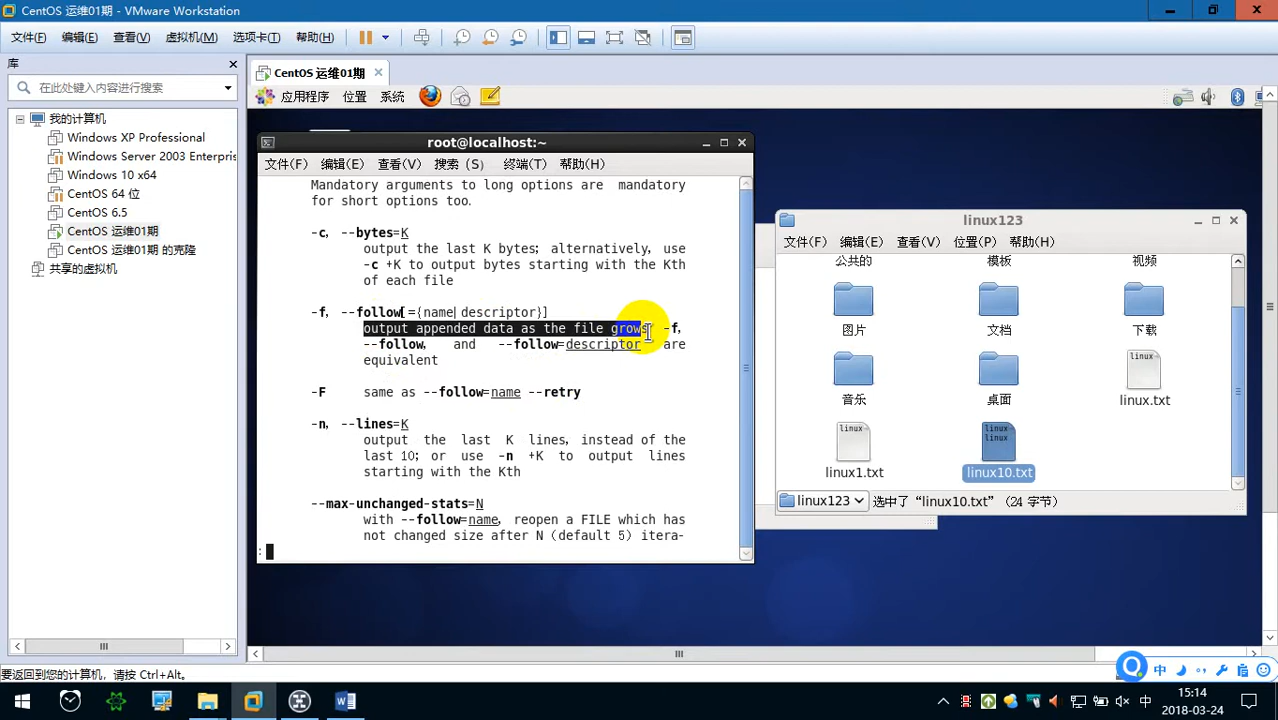 CentOS 运维01期 - VMware Workstation
文件(F) 编辑(E) 查看(V) 虚拟机(M) 选项卡(T) 帮助(H)
库
在此处键入内容进行搜索
我的计算机
Windows XP Professional
Windows Server 2003 Enterpris
Windows 10 x64
CentOS 64 位
CentOS 6.5
CentOS 运维01期
CentOS 运维01期 的克隆
共享的虚拟机
CentOS 运维01期
应用程序 位置 系统
root@localhost:~
文件(F) 编辑(E) 查看(V) 搜索 (S) 终端(T) 帮助(H)
Mandatory arguments to long options are mandatory
for short options too.
-c, --bytes=K
output the last K bytes; alternatively, use
-c +K to output bytes starting with the Kth
of each file
-f, --follow[={name|descriptor}]
output appended data as the file grows; -f,
--follow, and --follow=descriptor are
equivalent
-F same as --follow=name --retry
-n, --lines=K
output the last K lines, instead of the
last 10; or use -n +K to output lines
starting with the Kth
--max-unchanged-stats=N
with --follow=name, reopen a FILE which has
not changed size after N (default 5) itera-
:
linux123
文件(F) 编辑(E) 查看(V) 位置(P) 帮助(H)
公共的 模板 视频
图片 文档 下载
音乐 桌面 linux.txt
linux linux
linux
linux1.txt linux10.txt
linux123 选中了 “linux10.txt” (24 字节)
要返回到您的计算机，请按 Ctrl+Alt。
中
中
15:14
2018-03-24